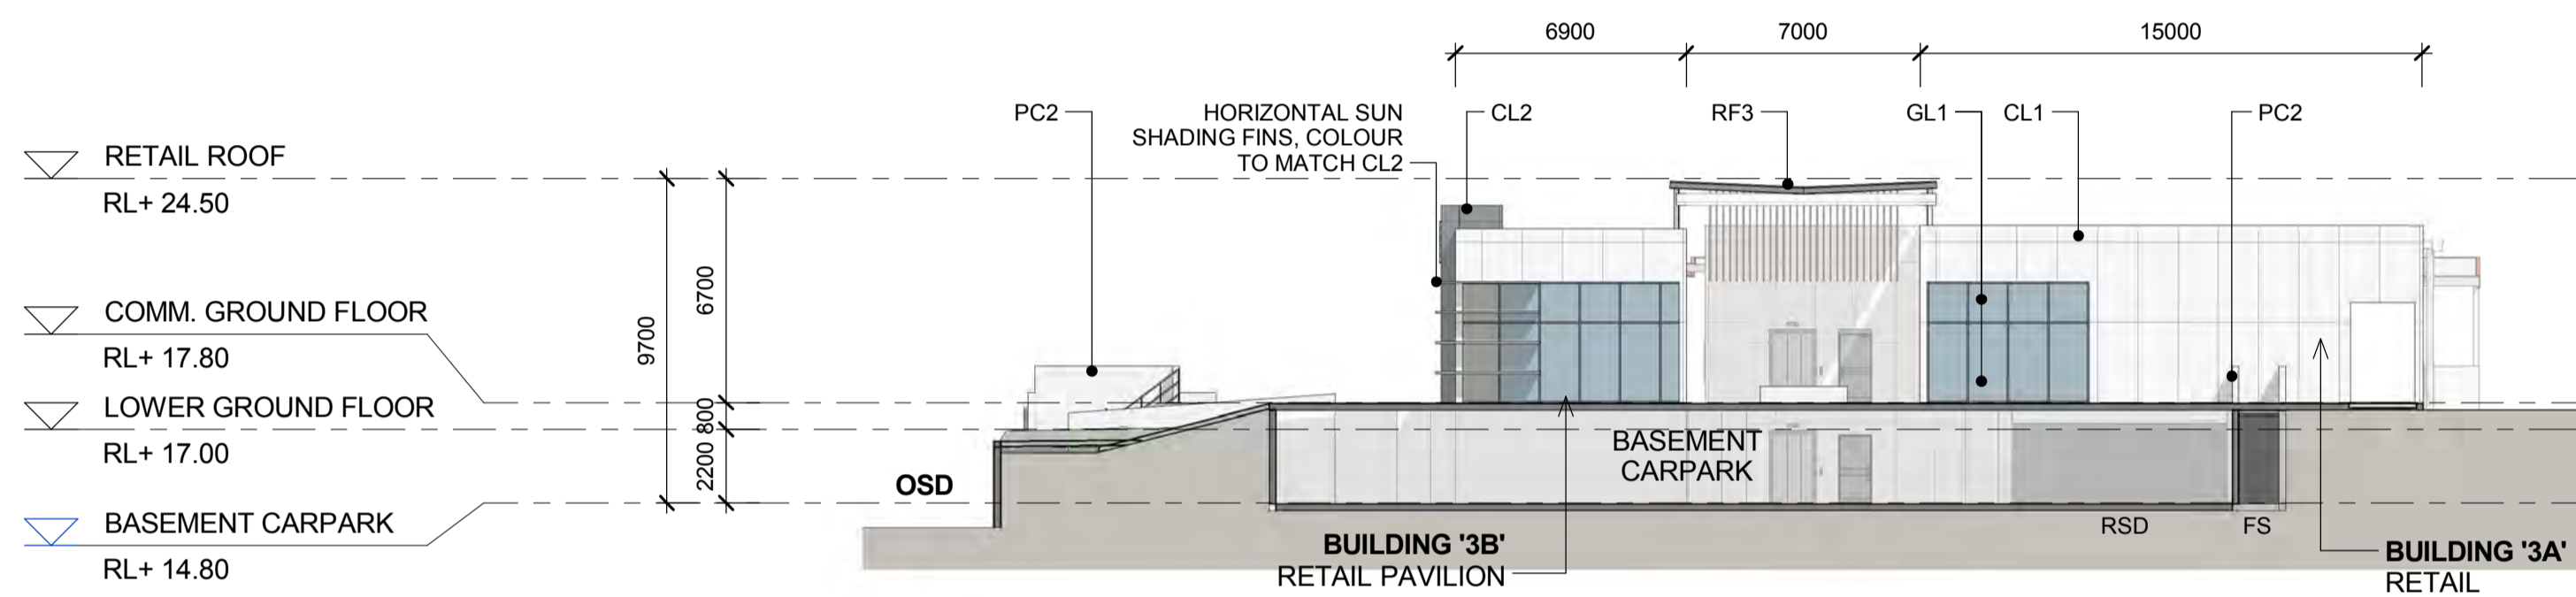 6900
7000
15000
PC2
HORIZONTAL SUN
SHADING FINS, COLOUR
TO MATCH CL2
CL2
RF3
GL1
CL1
PC2
RETAIL ROOF
RL+ 24.50
COMM. GROUND FLOOR
RL+ 17.80
LOWER GROUND FLOOR
RL+ 17.00
BASEMENT CARPARK
RL+ 14.80
9700
6700
800
2200
OSD
BASEMENT
CARPARK
RSD
FS
BUILDING '3B'
RETAIL PAVILION
BUILDING '3A'
RETAIL